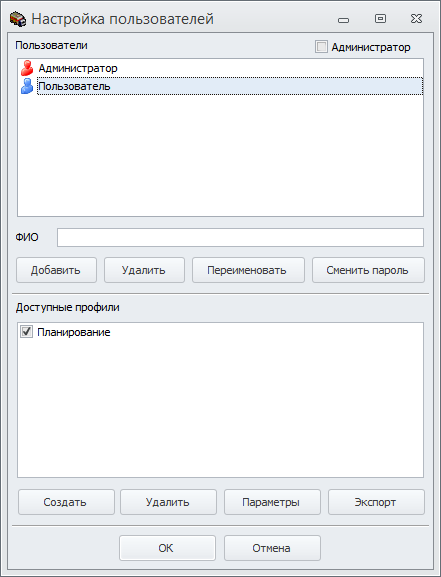 Настройка пользователей
Пользователи
Администратор
Администратор
Пользователь
ФИО
Добавить
Удалить
Переименовать
Сменить пароль
Доступные профили
Планирование
Создать
Удалить
Параметры
Экспорт
ОК
Отмена